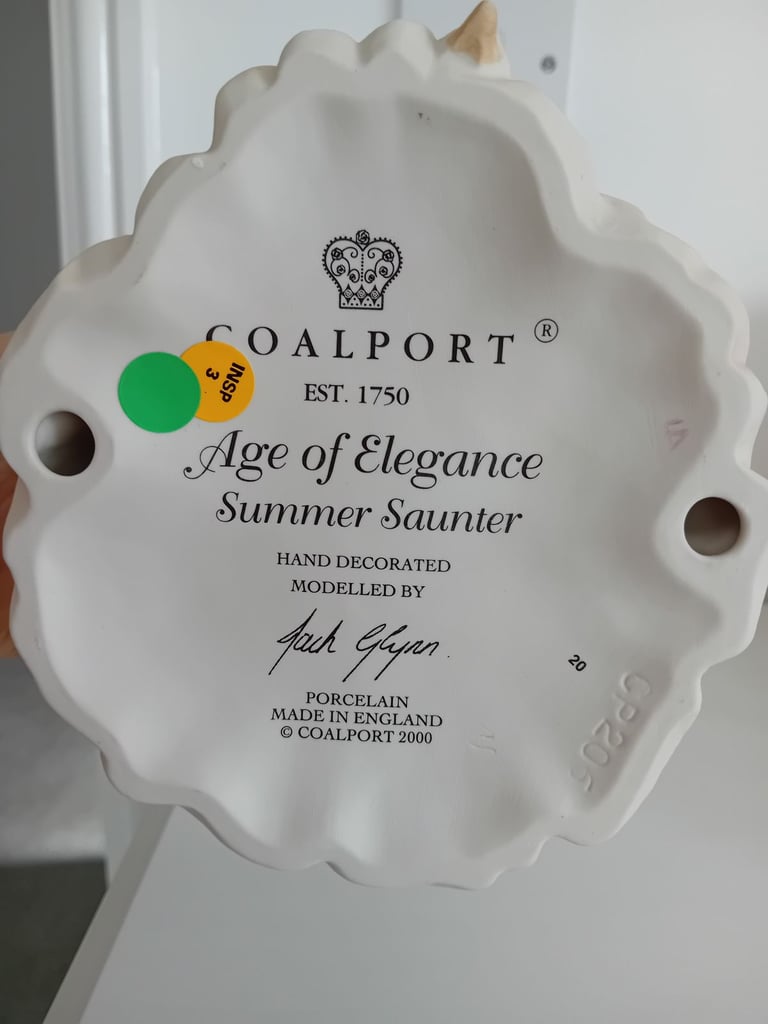 COALPORT ®
INSP
3
EST. 1750
Age of Elegance
Summer Saunter
HAND DECORATED
MODELLED BY
Jack Glynn.
20
CP206
PORCELAIN
MADE IN ENGLAND
© COALPORT 2000